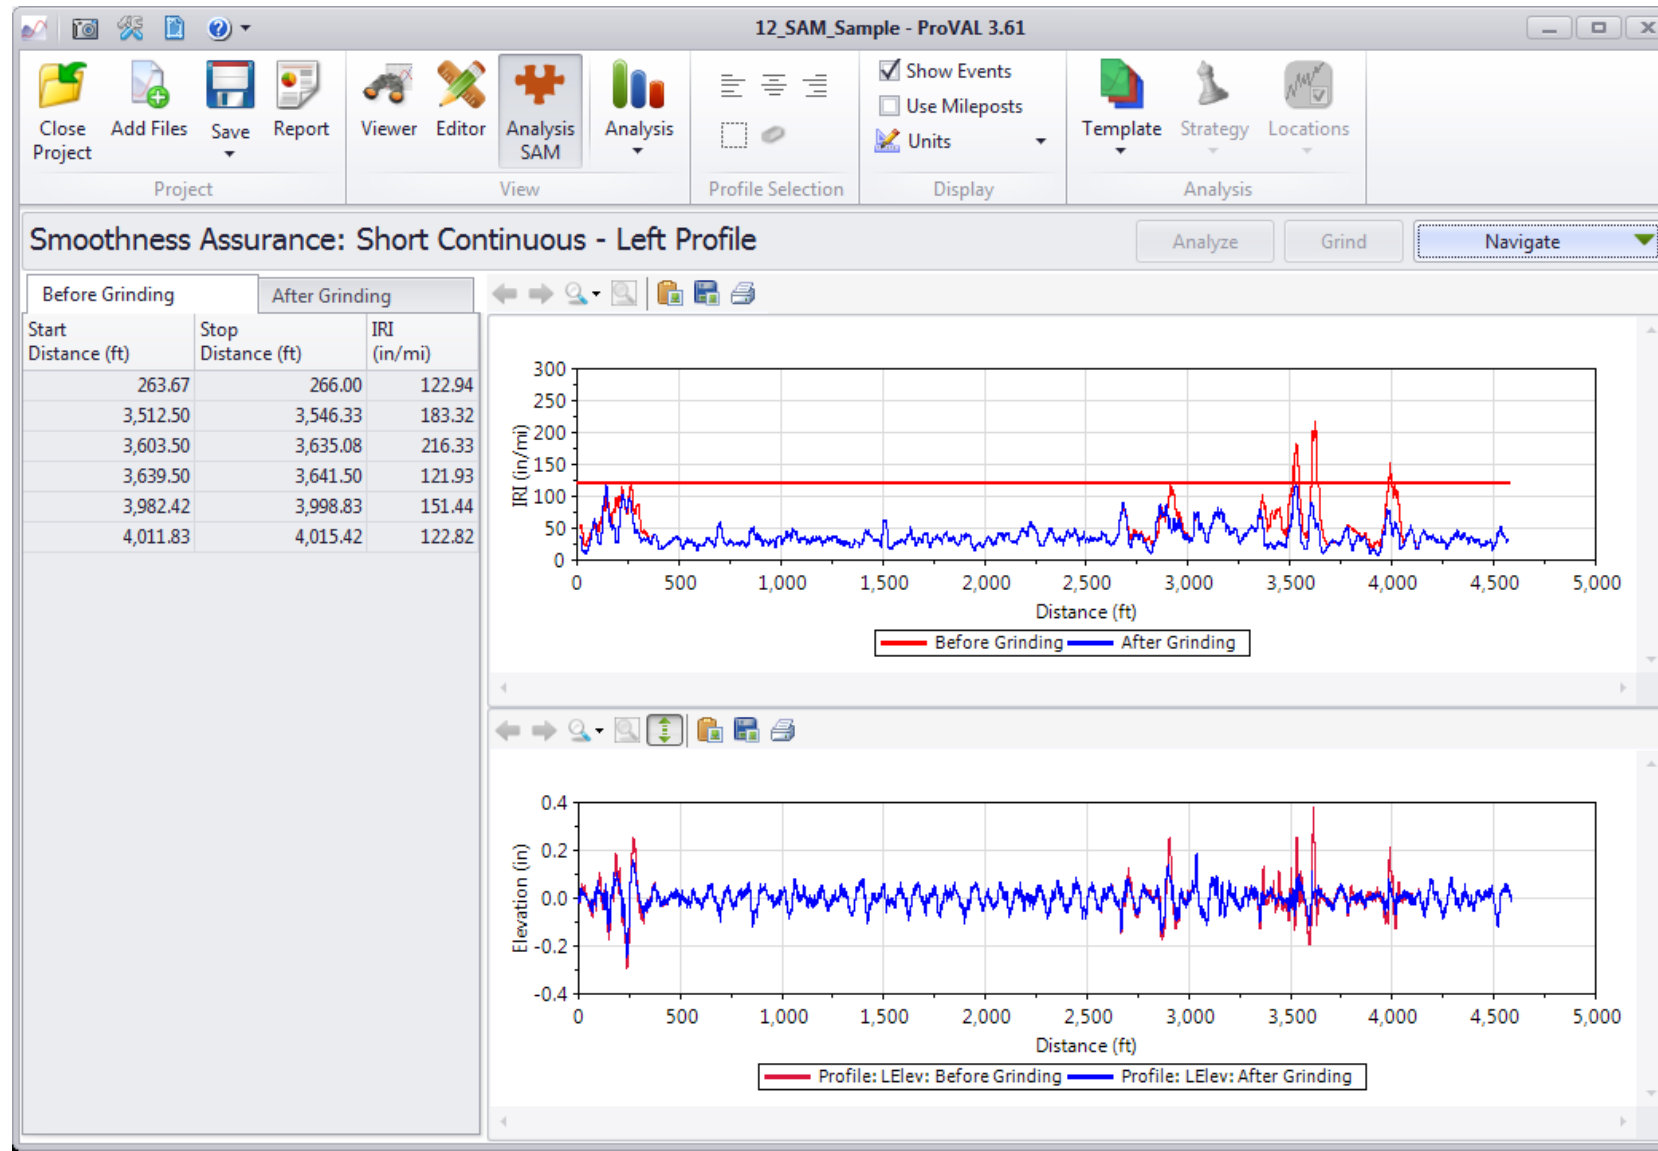 12_SAM_Sample - ProVAL 3.61
Close Project
Add Files
Save
Report
Viewer
Editor
Analysis SAM
Analysis
Show Events
Use Mileposts
Units
Template
Strategy
Locations
Project
View
Profile Selection
Display
Analysis
Smoothness Assurance: Short Continuous - Left Profile
Analyze
Grind
Navigate
Before Grinding
After Grinding
Start Distance (ft)
Stop Distance (ft)
IRI (in/mi)
263.67 266.00 122.94
3,512.50 3,546.33 183.32
3,603.50 3,635.08 216.33
3,639.50 3,641.50 121.93
3,982.42 3,998.83 151.44
4,011.83 4,015.42 122.82
IRI (in/mi)
300
250
200
150
100
50
0
0 500 1,000 1,500 2,000 2,500 3,000 3,500 4,000 4,500 5,000
Distance (ft)
Before Grinding After Grinding
Elevation (in)
0.4
0.2
0.0
-0.2
-0.4
0 500 1,000 1,500 2,000 2,500 3,000 3,500 4,000 4,500 5,000
Distance (ft)
Profile: LElev: Before Grinding Profile: LElev: After Grinding